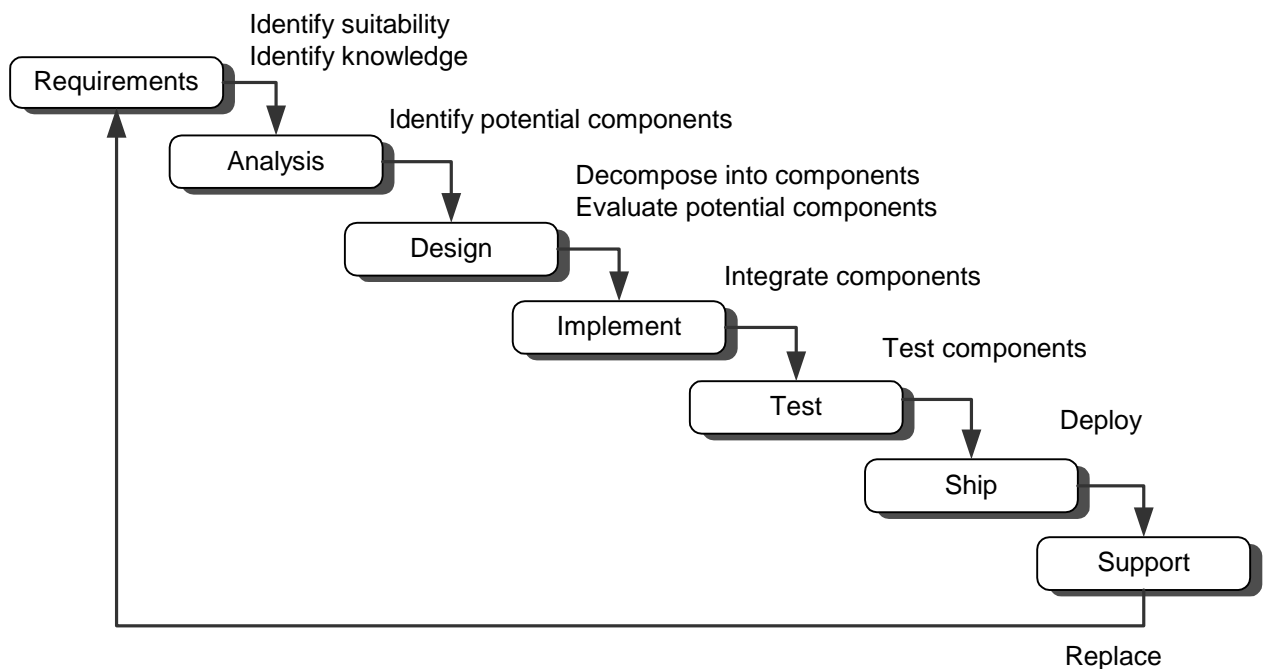 Identify suitability
Identify knowledge
Requirements
Identify potential components
Analysis
Decompose into components
Evaluate potential components
Design
Integrate components
Implement
Test components
Test
Deploy
Ship
Support
Replace